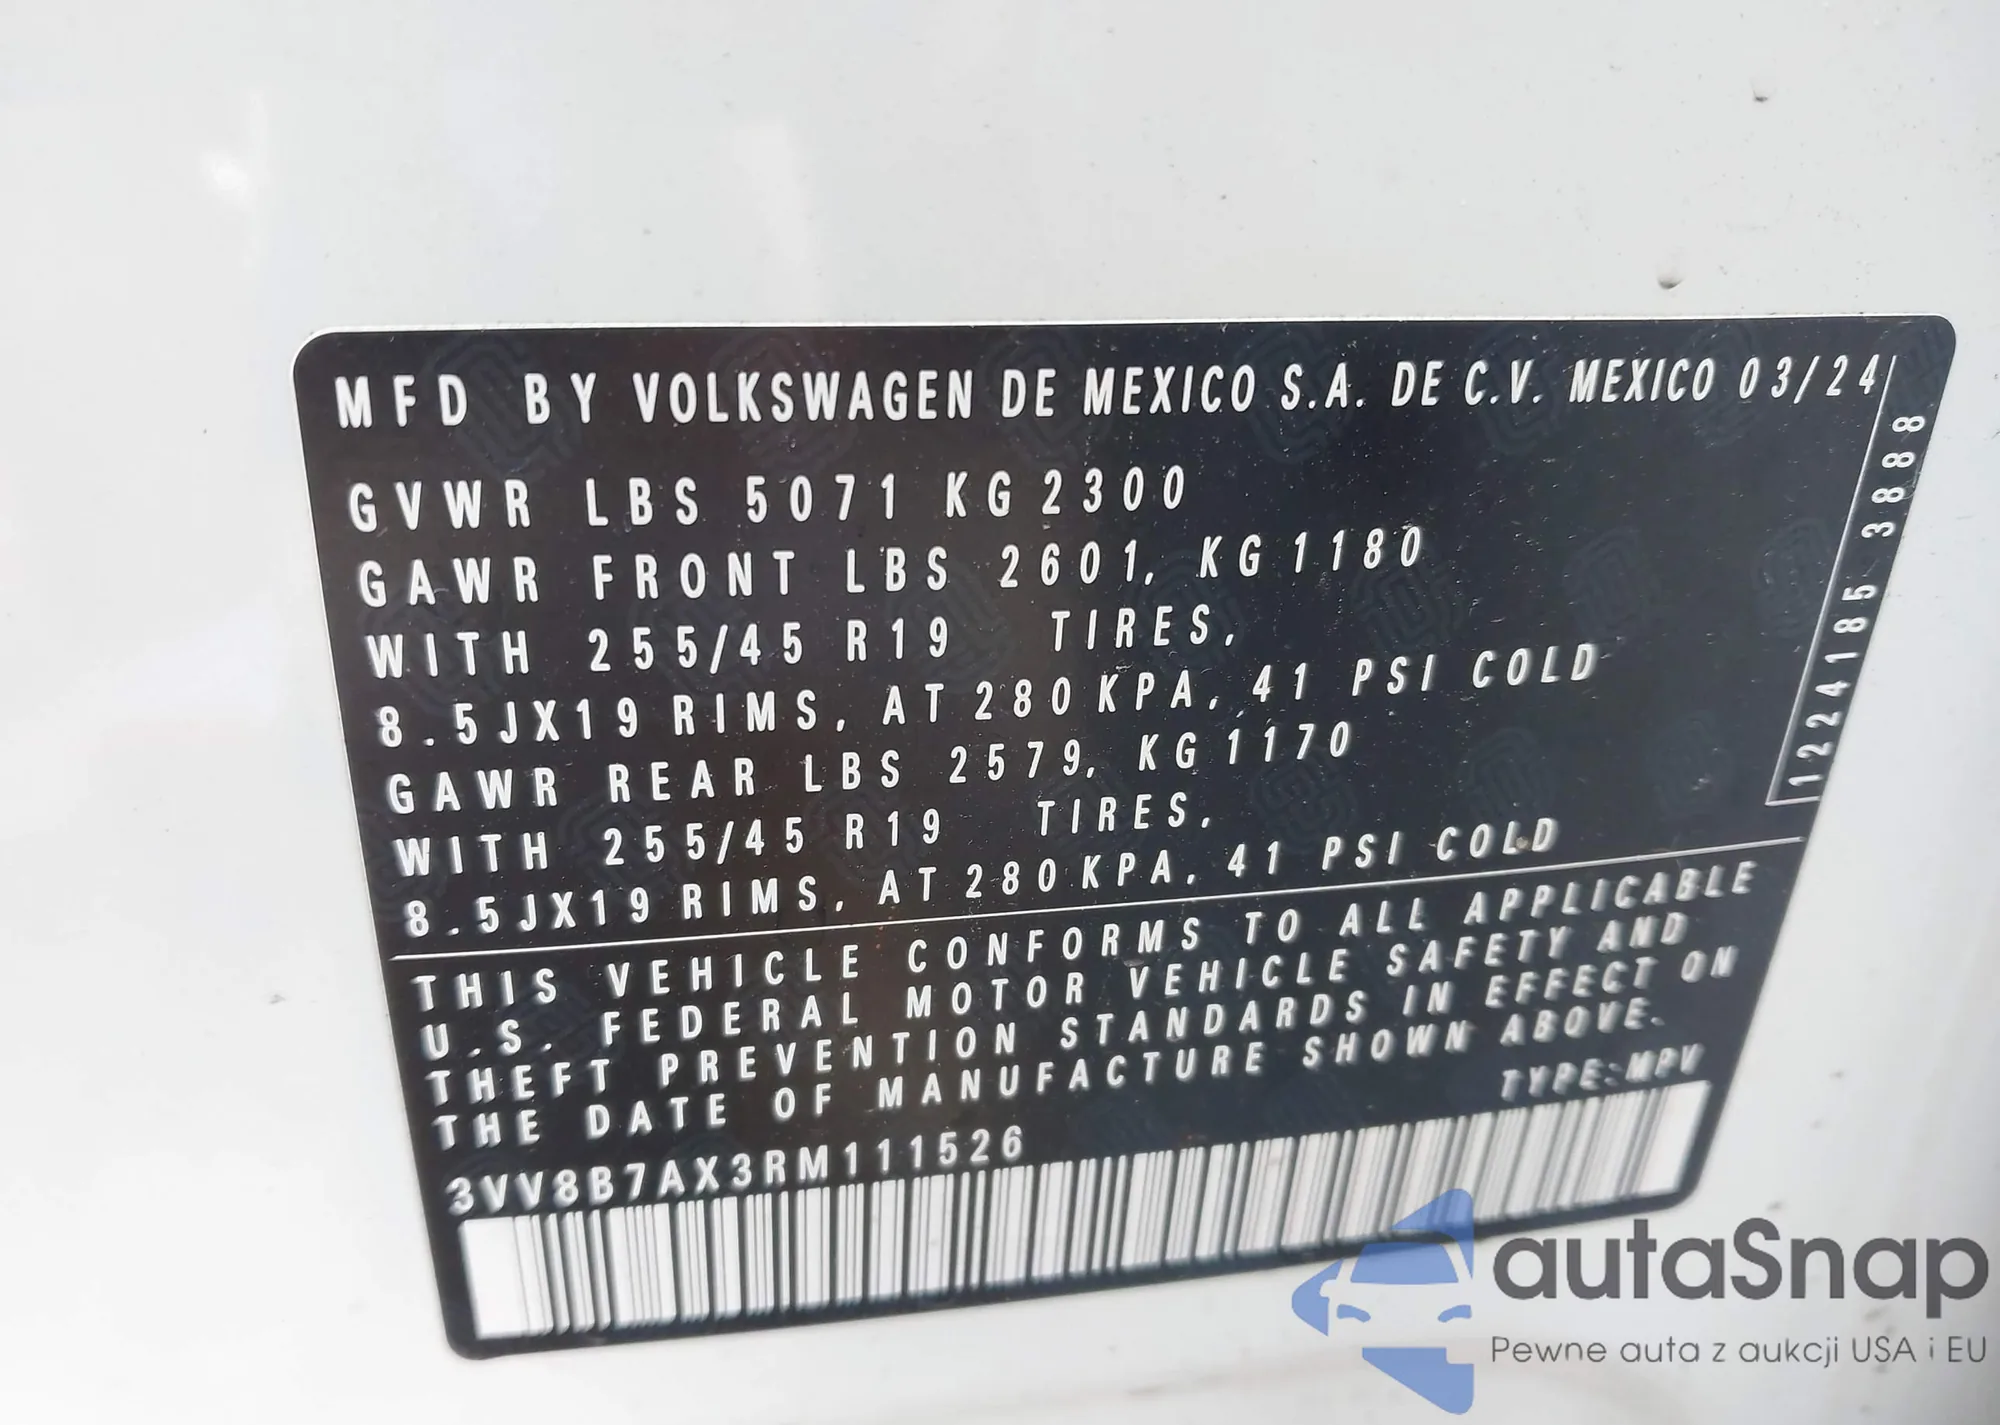 MFD BY VOLKSWAGEN DE MEXICO S.A. DE C.V. MEXICO 03/24
GVWR LBS 5071 KG 2300
GAWR FRONT LBS 2601, KG 1180
WITH 255/45 R19 TIRES,
8.5JX19 RIMS, AT 280 KPA, 41 PSI COLD
GAWR REAR LBS 2579, KG 1170
WITH 255/45 R19 TIRES,
8.5JX19 RIMS, AT 280 KPA, 41 PSI COLD
1224185 3888
THIS VEHICLE CONFORMS TO ALL APPLICABLE
U.S. FEDERAL MOTOR VEHICLE SAFETY AND
THEFT PREVENTION STANDARDS IN EFFECT ON
THE DATE OF MANUFACTURE SHOWN ABOVE.
TYPE:MPV
3VV8B7AX3RM111526
autaSnap
Pewne auta z aukcji USA i EU